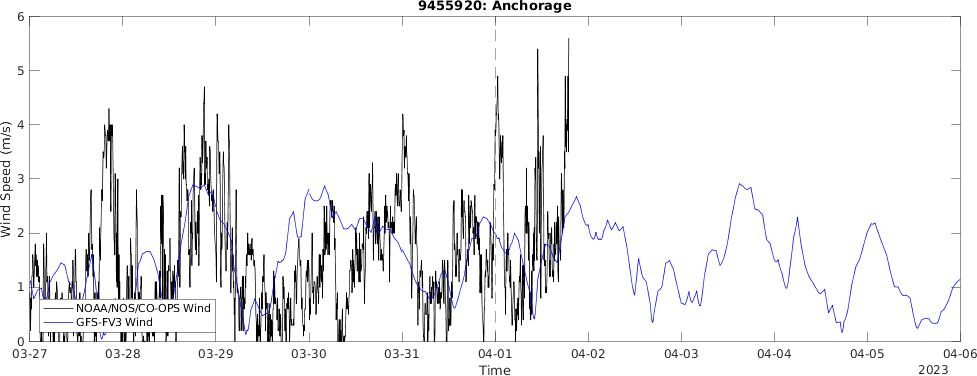 9455920: Anchorage
6
5
4
3
2
1
0
Wind Speed (m/s)
NOAA/NOS/CO-OPS Wind
GFS-FV3 Wind
03-27 03-28 03-29 03-30 03-31 04-01 04-02 04-03 04-04 04-05 04-06
Time
2023